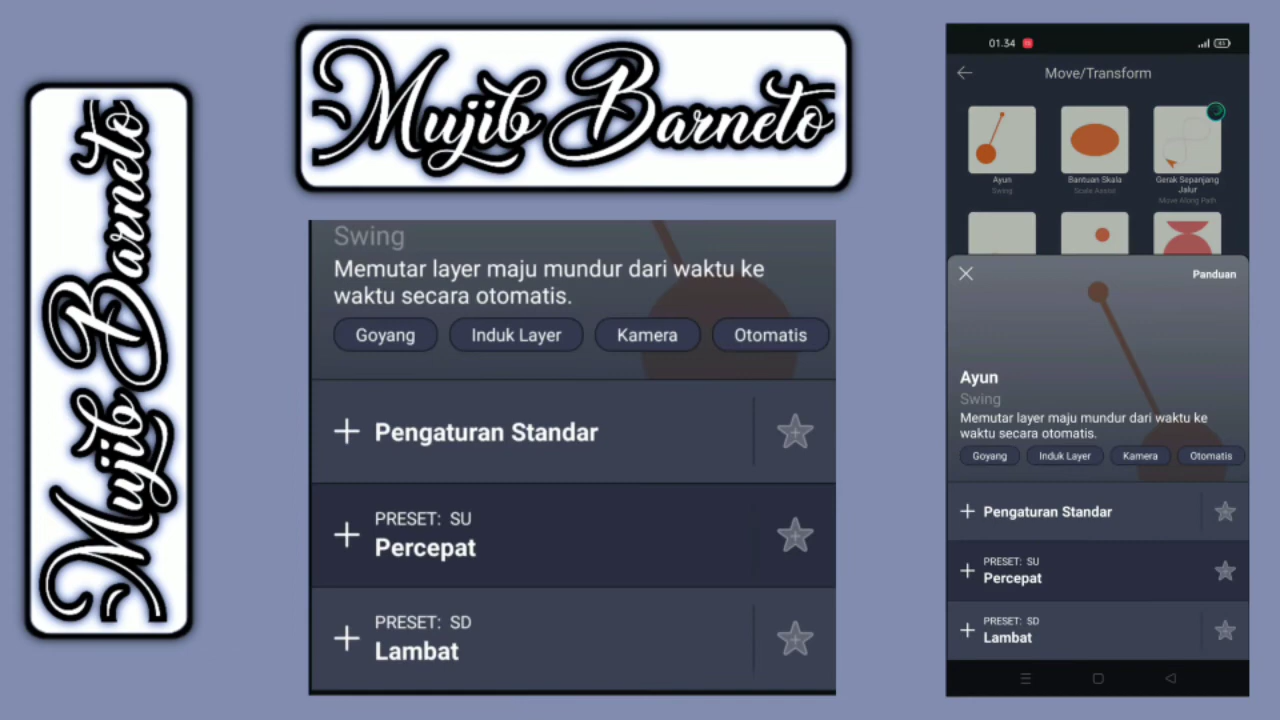 Mujib Barneto
Mujib Barneto
Swing
Memutar layer maju mundur dari waktu ke
waktu secara otomatis.
Goyang
Induk Layer
Kamera
Otomatis
Pengaturan Standar
PRESET: SU
Percepat
PRESET: SD
Lambat
01.34
Move/Transform
Ayun
Swing
Bantuan Skala
Scale Assist
Gerak Sepanjang
Jalur
Move Along Path
Panduan
Ayun
Swing
Memutar layer maju mundur dari waktu ke
waktu secara otomatis.
Goyang
Induk Layer
Kamera
Otomatis
Pengaturan Standar
PRESET: SU
Percepat
PRESET: SD
Lambat